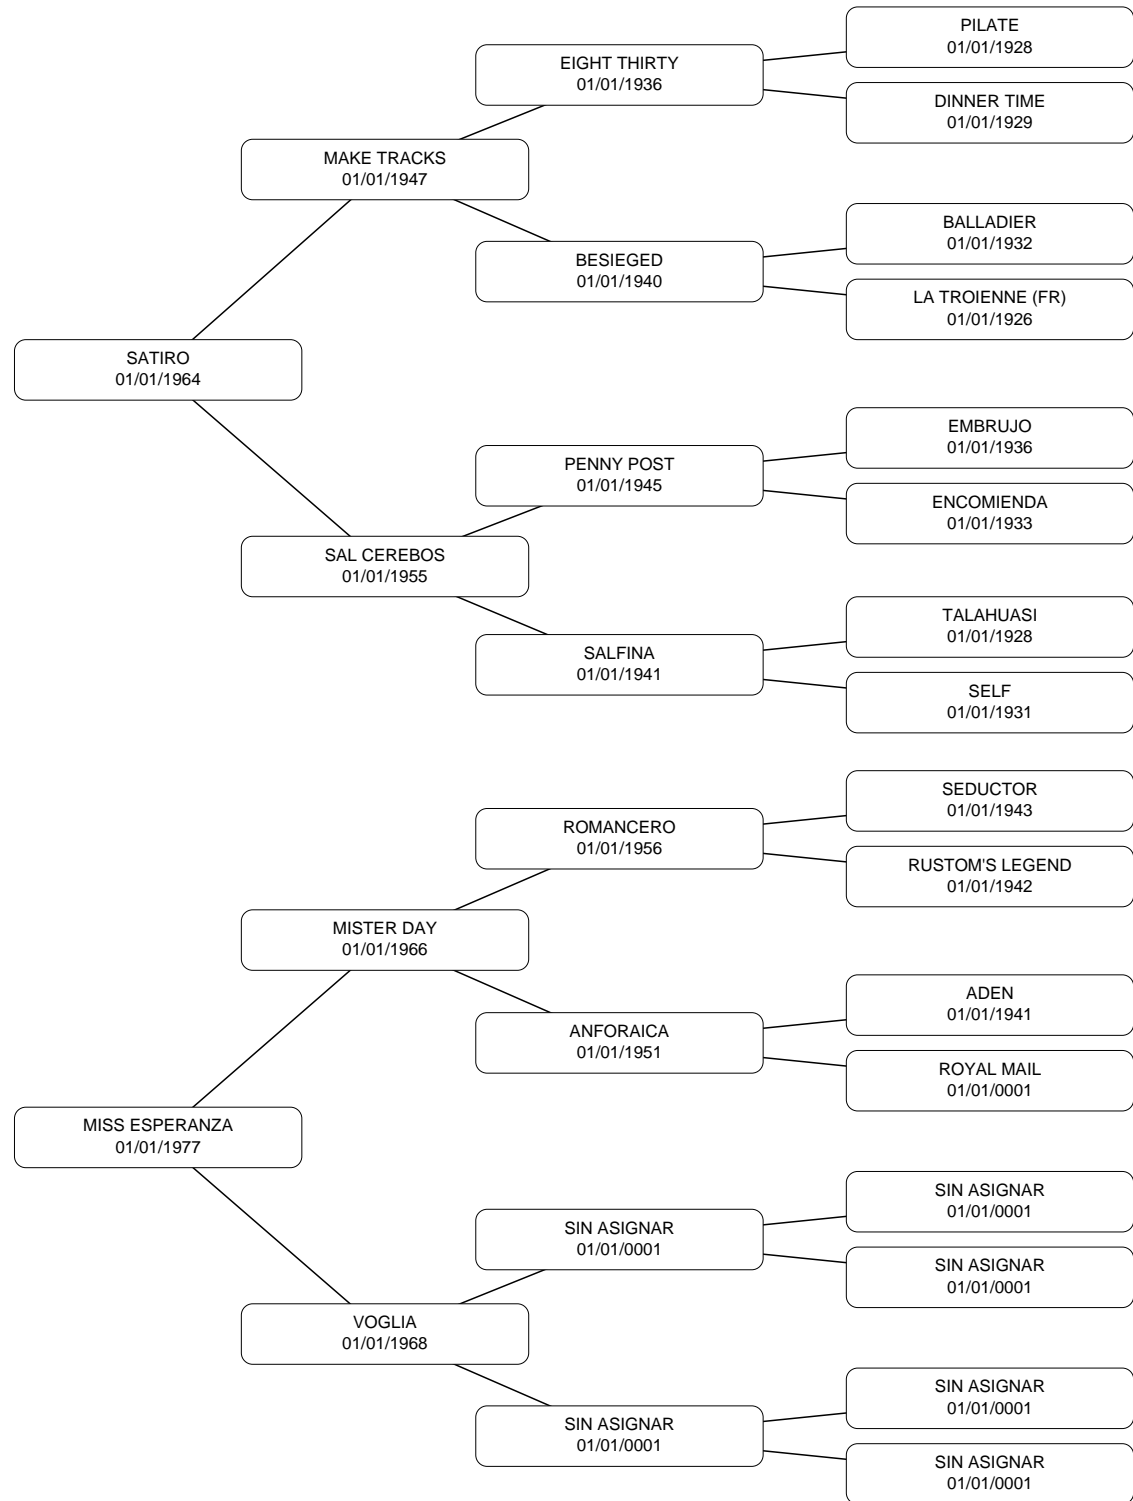 PILATE
01/01/1928
EIGHT THIRTY
01/01/1936
DINNER TIME
01/01/1929
MAKE TRACKS
01/01/1947
BALLADIER
01/01/1932
BESIEGED
01/01/1940
LA TROIENNE (FR)
01/01/1926
SATIRO
01/01/1964
EMBRUJO
01/01/1936
PENNY POST
01/01/1945
ENCOMIENDA
01/01/1933
SAL CEREBOS
01/01/1955
TALAHUASI
01/01/1928
SALFINA
01/01/1941
SELF
01/01/1931
SEDUCTOR
01/01/1943
ROMANCERO
01/01/1956
RUSTOM'S LEGEND
01/01/1942
MISTER DAY
01/01/1966
ADEN
01/01/1941
ANFORAICA
01/01/1951
ROYAL MAIL
01/01/0001
MISS ESPERANZA
01/01/1977
SIN ASIGNAR
01/01/0001
SIN ASIGNAR
01/01/0001
SIN ASIGNAR
01/01/0001
VOGLIA
01/01/1968
SIN ASIGNAR
01/01/0001
SIN ASIGNAR
01/01/0001
SIN ASIGNAR
01/01/0001